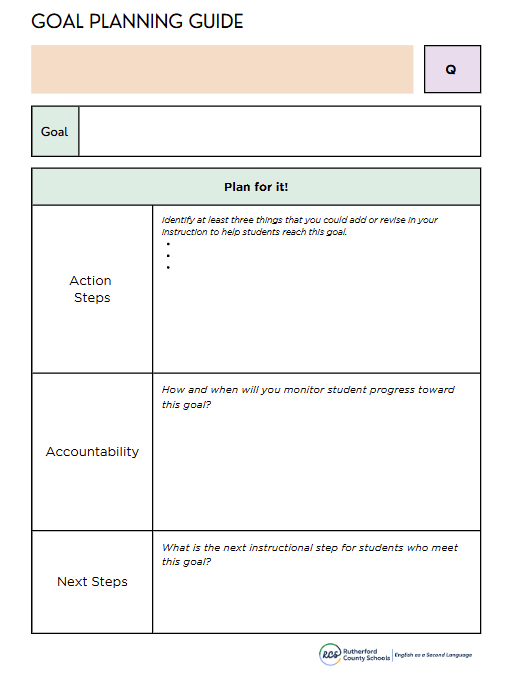 GOAL PLANNING GUIDE
Q
Goal
Plan for it!
Action
Steps
Identify at least three things that you could add or revise in your
instruction to help students reach this goal.
•
•
•
Accountability
How and when will you monitor student progress toward
this goal?
Next Steps
What is the next instructional step for students who meet
this goal?
RCS
Rutherford
County Schools
English as a Second Language